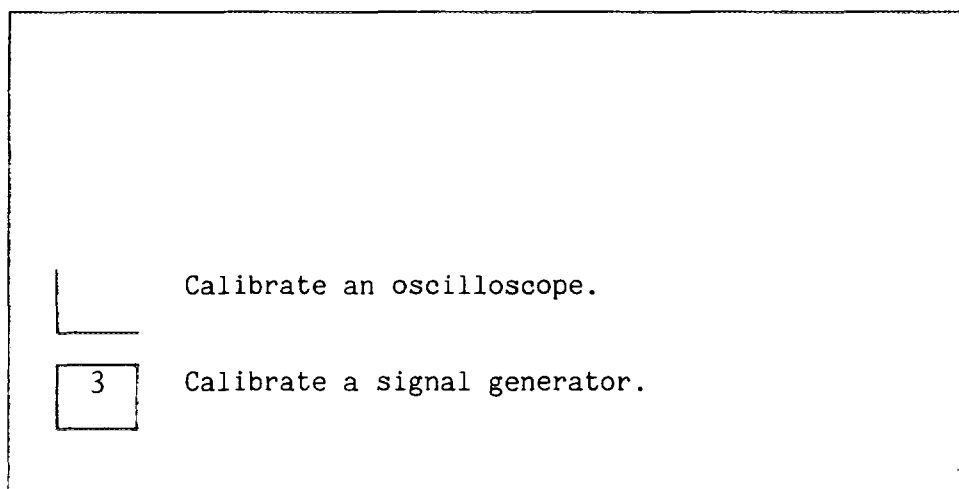 Calibrate an oscilloscope.
3 Calibrate a signal generator.